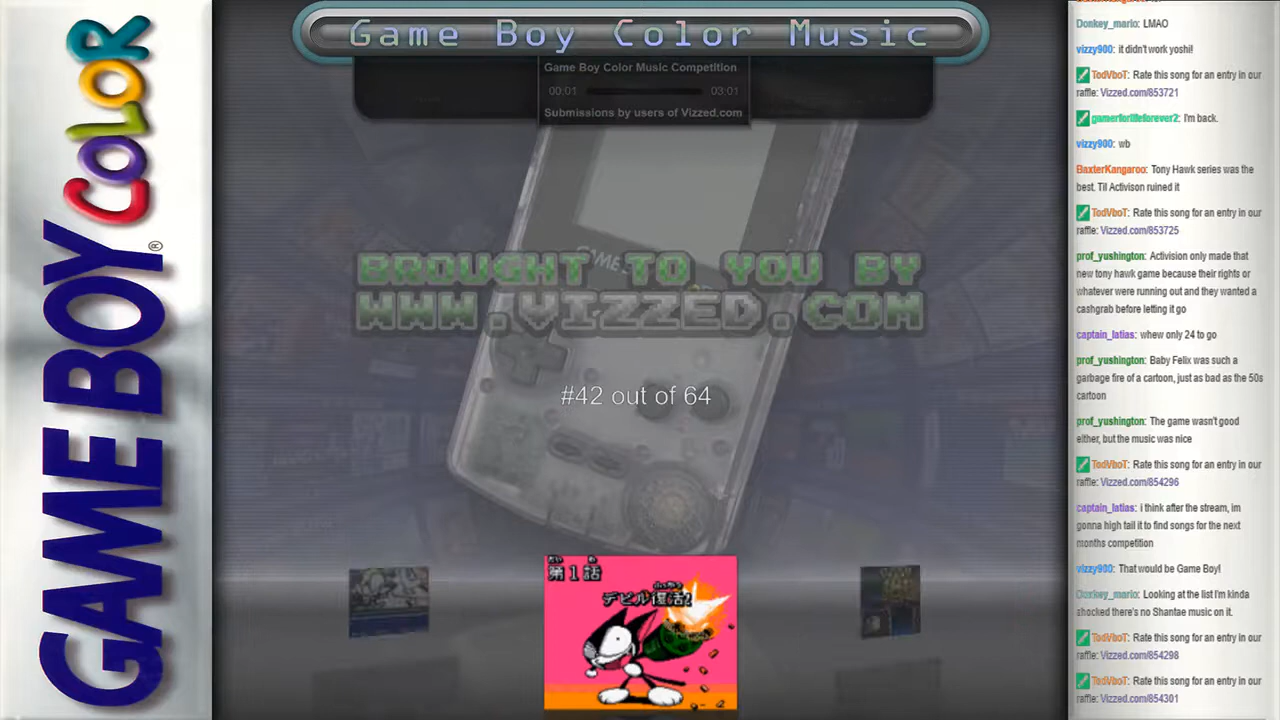 GAME BOY COLOR ®
Game Boy Color Music
Game Boy Color Music Competition
00:01 03:01
Submissions by users of Vizzed.com
BROUGHT TO YOU BY
WWW.VIZZED.COM
#42 out of 64
第1話
デビル復活?
Donkey_mario: LMAO
vizzy900: it didn't work yoshi!
TodVboT: Rate this song for an entry in our
raffle: Vizzed.com/853721
gamerforlifeforever2: I'm back.
vizzy900: wb
BaxterKangaroo: Tony Hawk series was the
best. Til Activison ruined it
TodVboT: Rate this song for an entry in our
raffle: Vizzed.com/853725
prof_yushington: Activision only made that
new tony hawk game because their rights or
whatever were running out and they wanted a
cashgrab before letting it go
captain_latias: whew only 24 to go
prof_yushington: Baby Felix was such a
garbage fire of a cartoon, just as bad as the 50s
cartoon
prof_yushington: The game wasn't good
either, but the music was nice
TodVboT: Rate this song for an entry in our
raffle: Vizzed.com/854296
captain_latias: i think after the stream, im
gonna high tail it to find songs for the next
months competition
vizzy900: That would be Game Boy!
Donkey_mario: Looking at the list I'm kinda
shocked there's no Shantae music on it.
TodVboT: Rate this song for an entry in our
raffle: Vizzed.com/854298
TodVboT: Rate this song for an entry in our
raffle: Vizzed.com/854301